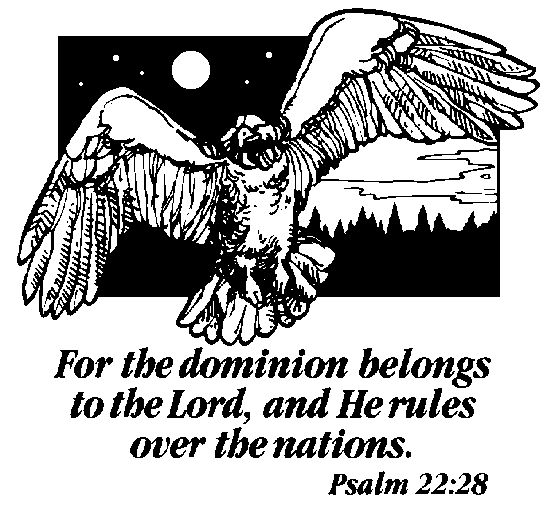 For the dominion belongs
to the Lord, and He rules
over the nations.
Psalm 22:28